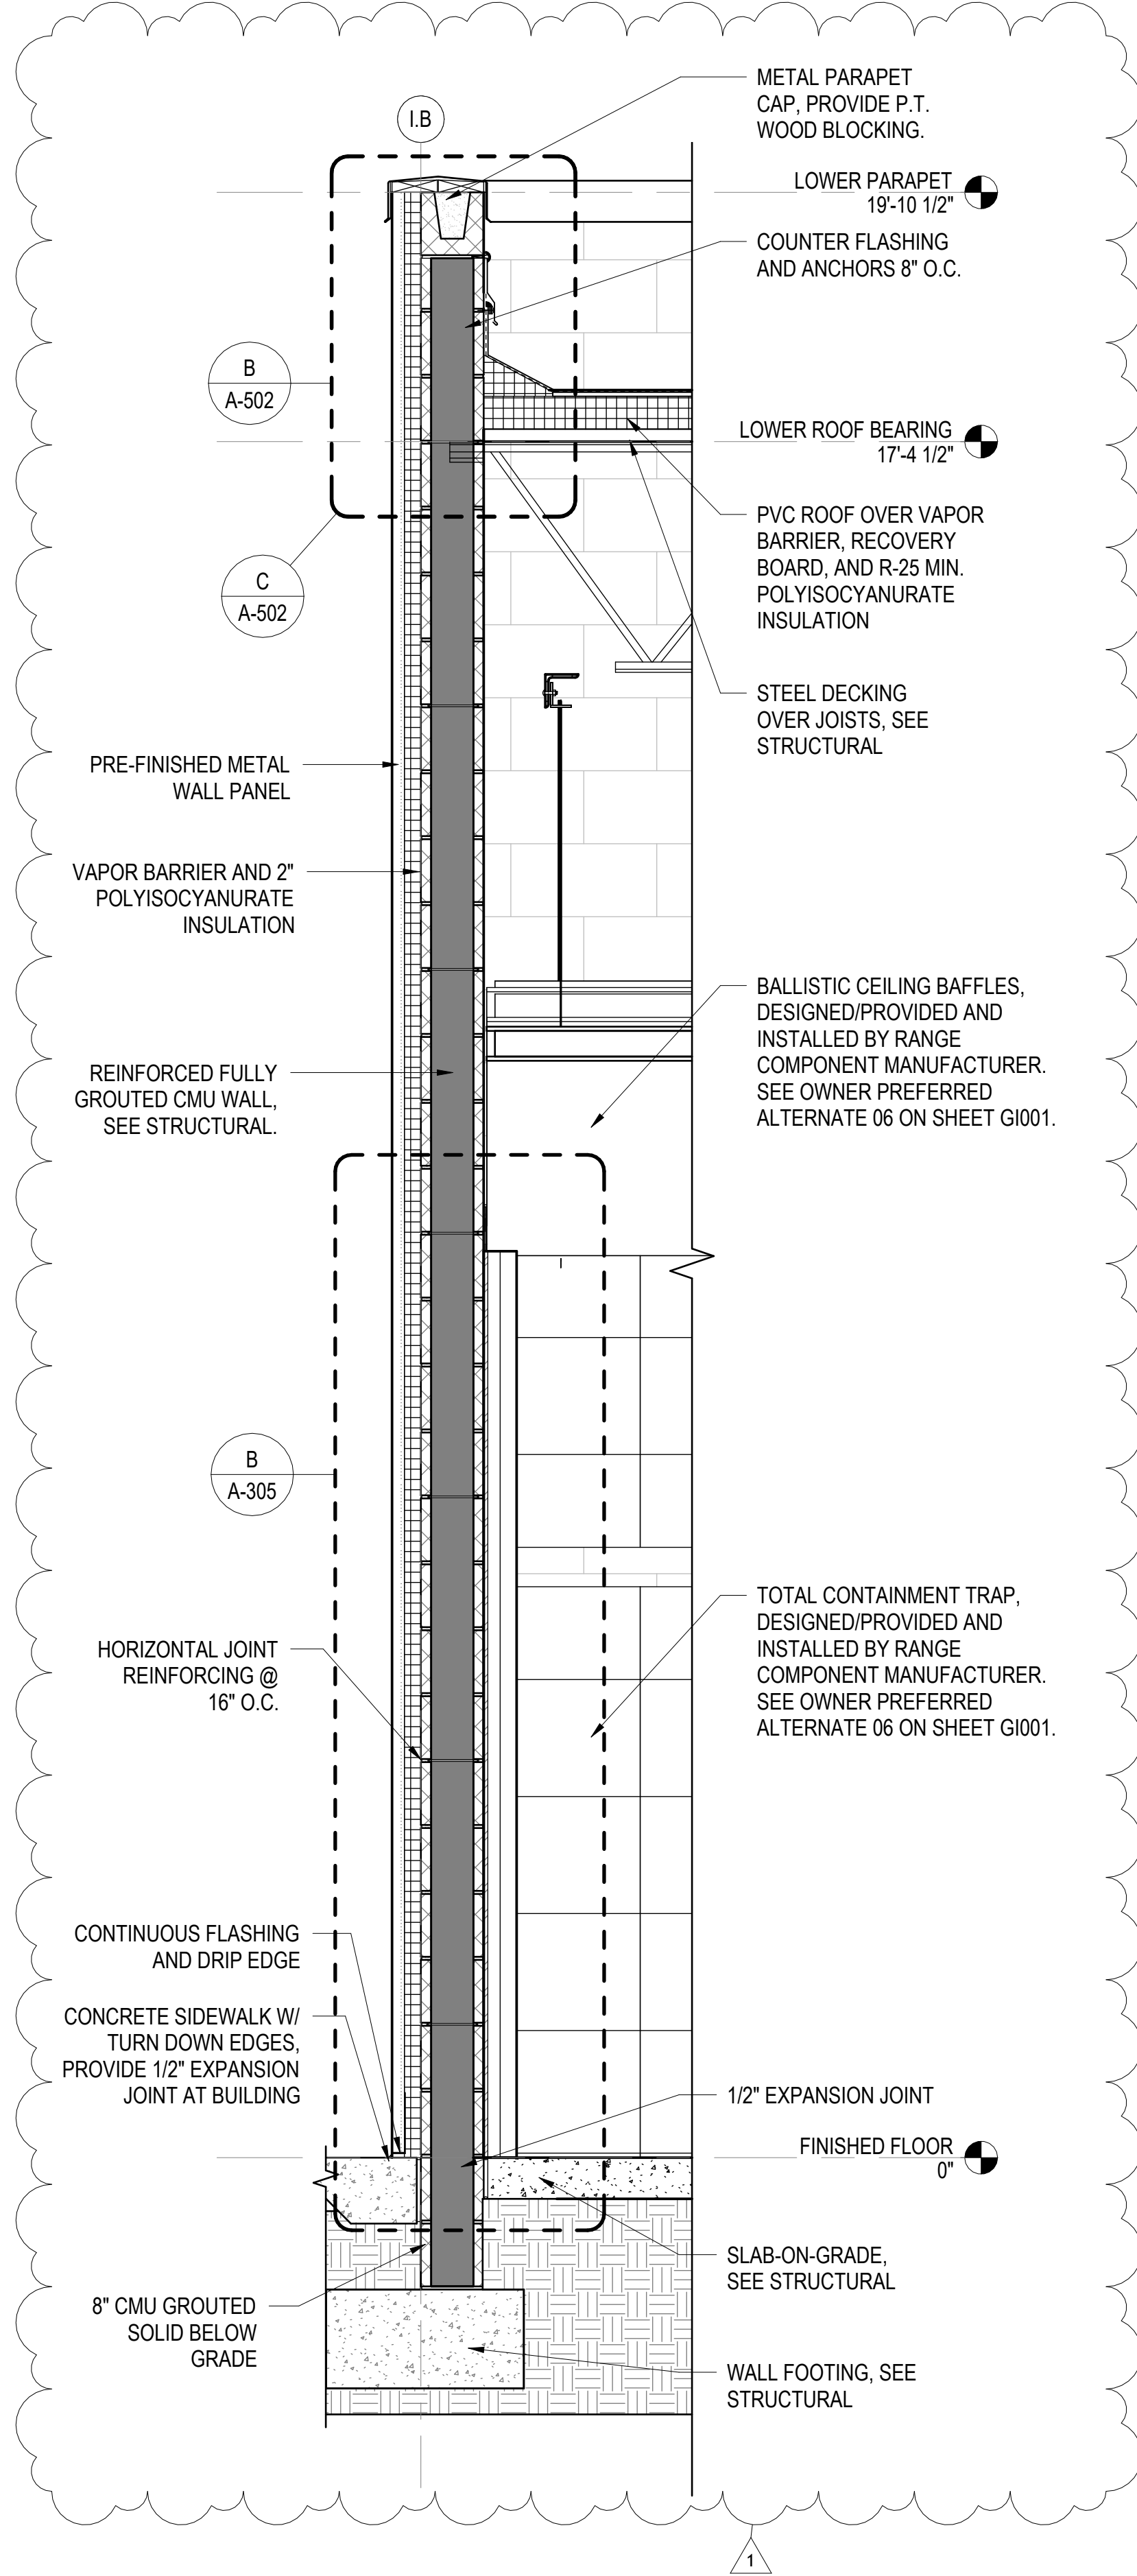 METAL PARAPET
CAP, PROVIDE P.T.
WOOD BLOCKING.
I.B
LOWER PARAPET
19'-10 1/2"
COUNTER FLASHING
AND ANCHORS 8" O.C.
B
A-502
LOWER ROOF BEARING
17'-4 1/2"
PVC ROOF OVER VAPOR
BARRIER, RECOVERY
BOARD, AND R-25 MIN.
POLYISOCYANURATE
INSULATION
C
A-502
STEEL DECKING
OVER JOISTS, SEE
STRUCTURAL
PRE-FINISHED METAL
WALL PANEL
VAPOR BARRIER AND 2"
POLYISOCYANURATE
INSULATION
BALLISTIC CEILING BAFFLES,
DESIGNED/PROVIDED AND
INSTALLED BY RANGE
COMPONENT MANUFACTURER.
SEE OWNER PREFERRED
ALTERNATE 06 ON SHEET GI001.
REINFORCED FULLY
GROUTED CMU WALL,
SEE STRUCTURAL.
B
A-305
TOTAL CONTAINMENT TRAP,
DESIGNED/PROVIDED AND
INSTALLED BY RANGE
COMPONENT MANUFACTURER.
SEE OWNER PREFERRED
ALTERNATE 06 ON SHEET GI001.
HORIZONTAL JOINT
REINFORCING @
16" O.C.
CONTINUOUS FLASHING
AND DRIP EDGE
CONCRETE SIDEWALK W/
TURN DOWN EDGES,
PROVIDE 1/2" EXPANSION
JOINT AT BUILDING
1/2" EXPANSION JOINT
FINISHED FLOOR
0"
SLAB-ON-GRADE,
SEE STRUCTURAL
8" CMU GROUTED
SOLID BELOW
GRADE
WALL FOOTING, SEE
STRUCTURAL
1